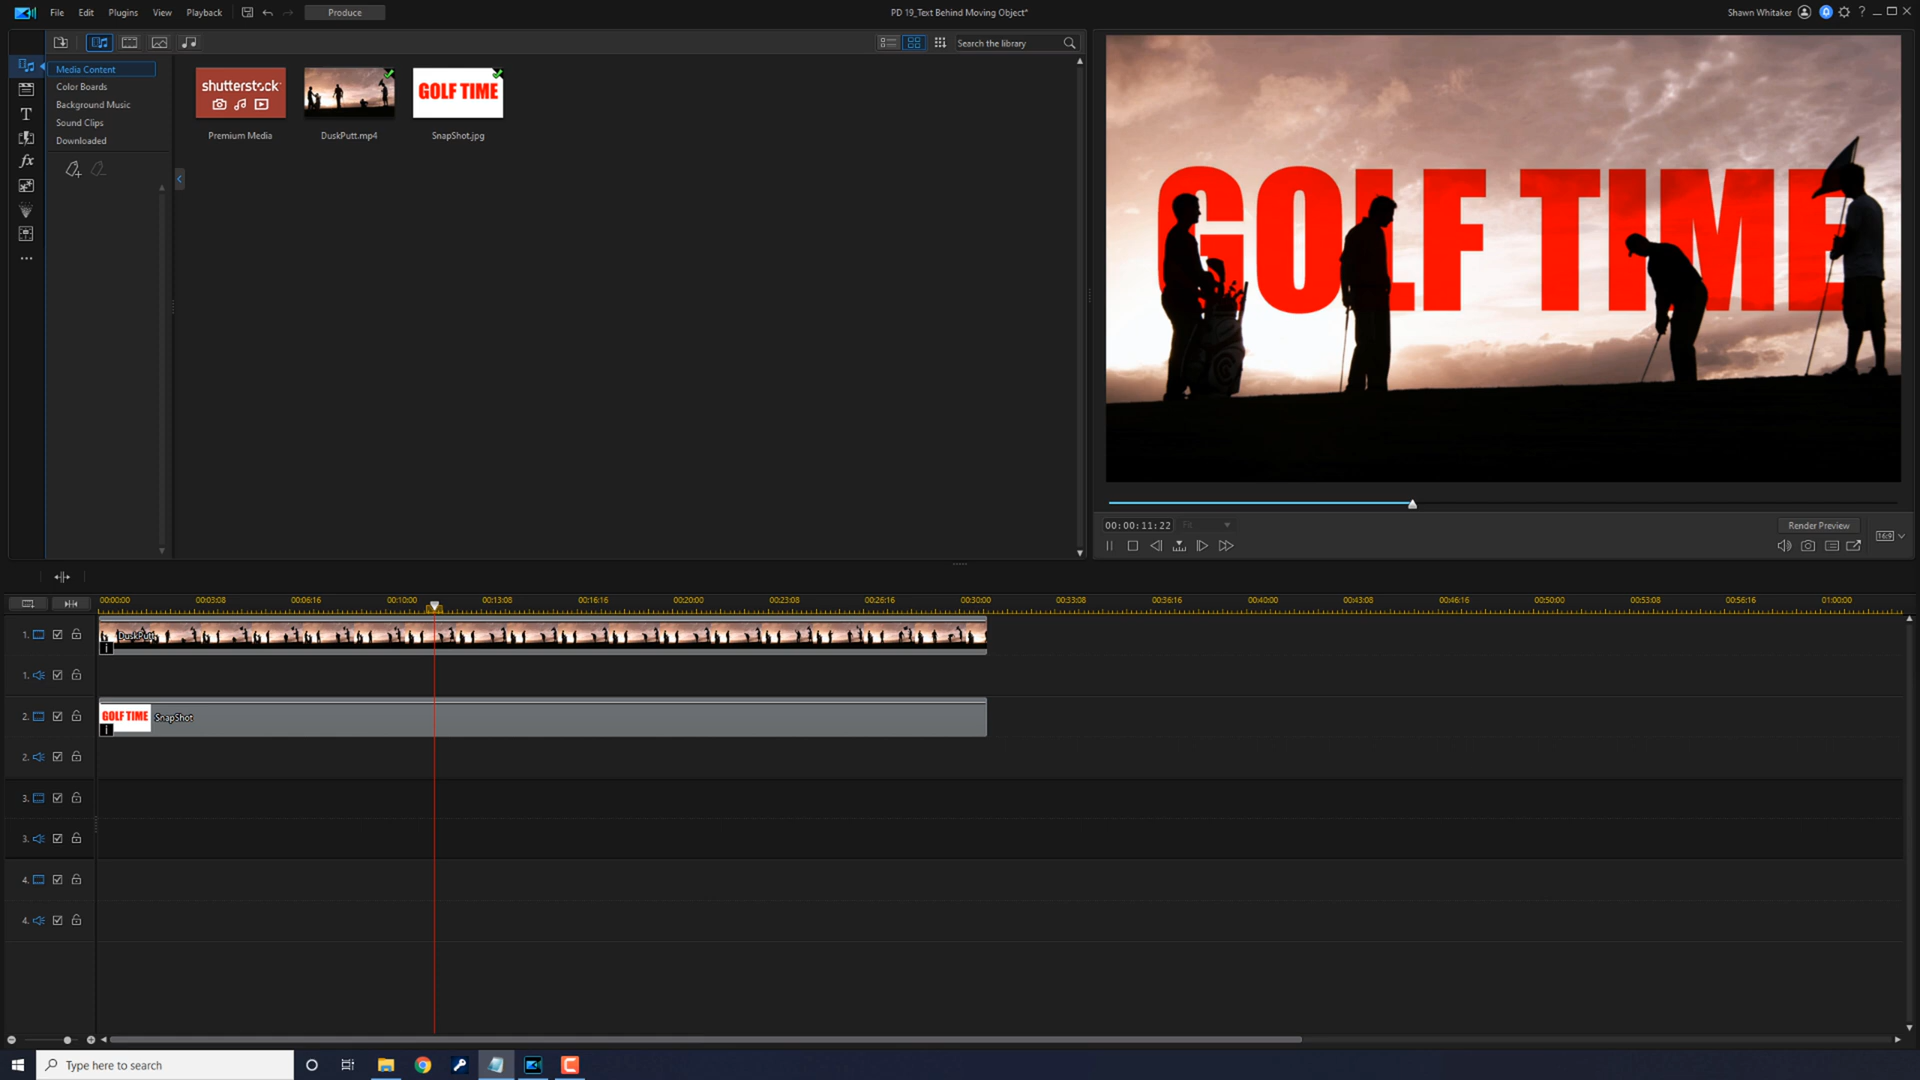 File Edit Plugins View Playback Produce PD 19_Text Behind Moving Object* Shawn Whitaker
Search the library
Media Content
Color Boards
Background Music
Sound Clips
Downloaded
shutterstock
Premium Media
DuskPutt.mp4
GOLF TIME
SnapShot.jpg
GOLF TIME
00:00:11:22 Fit
Render Preview
16:9
00:00:00 00:03:08 00:06:16 00:10:00 00:13:08 00:16:16 00:20:00 00:23:08 00:26:16 00:30:00 00:33:08 00:36:16 00:40:00 00:43:08 00:46:16 00:50:00 00:53:08 00:56:16 01:00:00
1. DuskPutt
1.
2. GOLF TIME SnapShot
2.
3.
3.
4.
4.
Type here to search